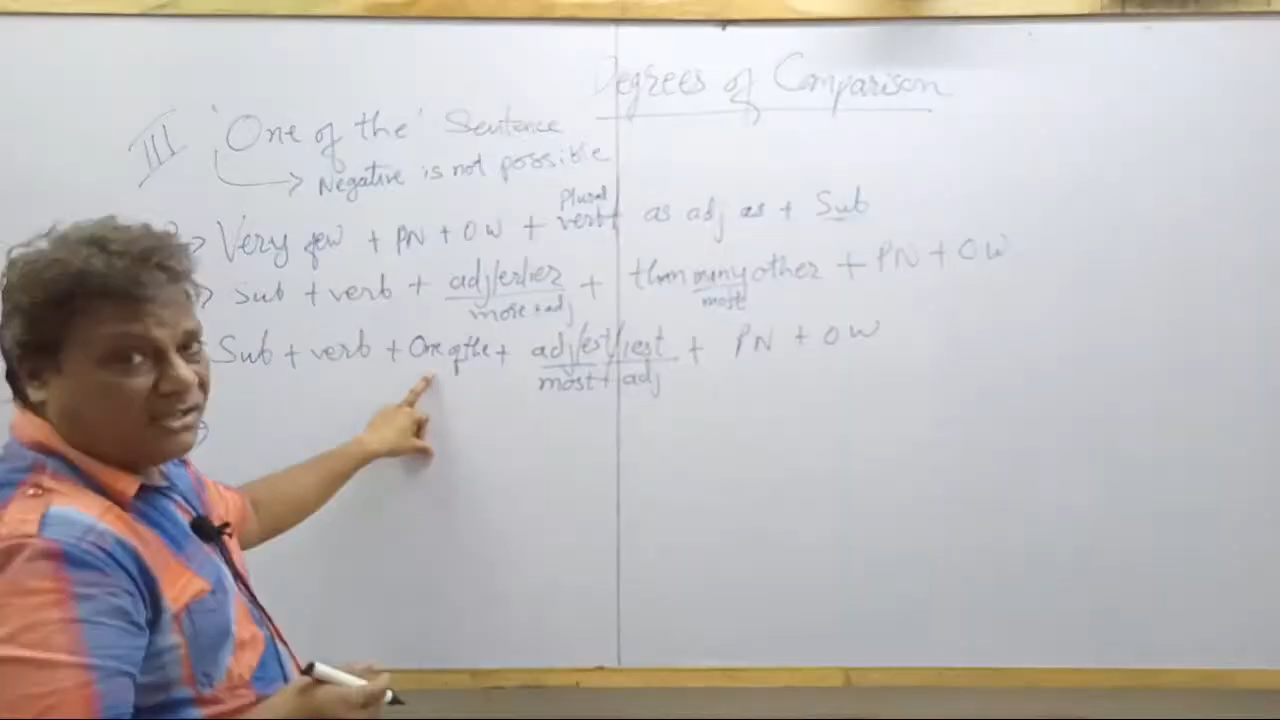 Degrees of Comparison
III 'One of the' Sentence
Negative is not possible
Plural
Very few + PN + OW + verb + as adj as + Sub
Sub + verb + adj/er/ier + than many other + PN + OW
more + adj most
Sub + verb + One of the + adj/est/iest + PN + OW
most + adj